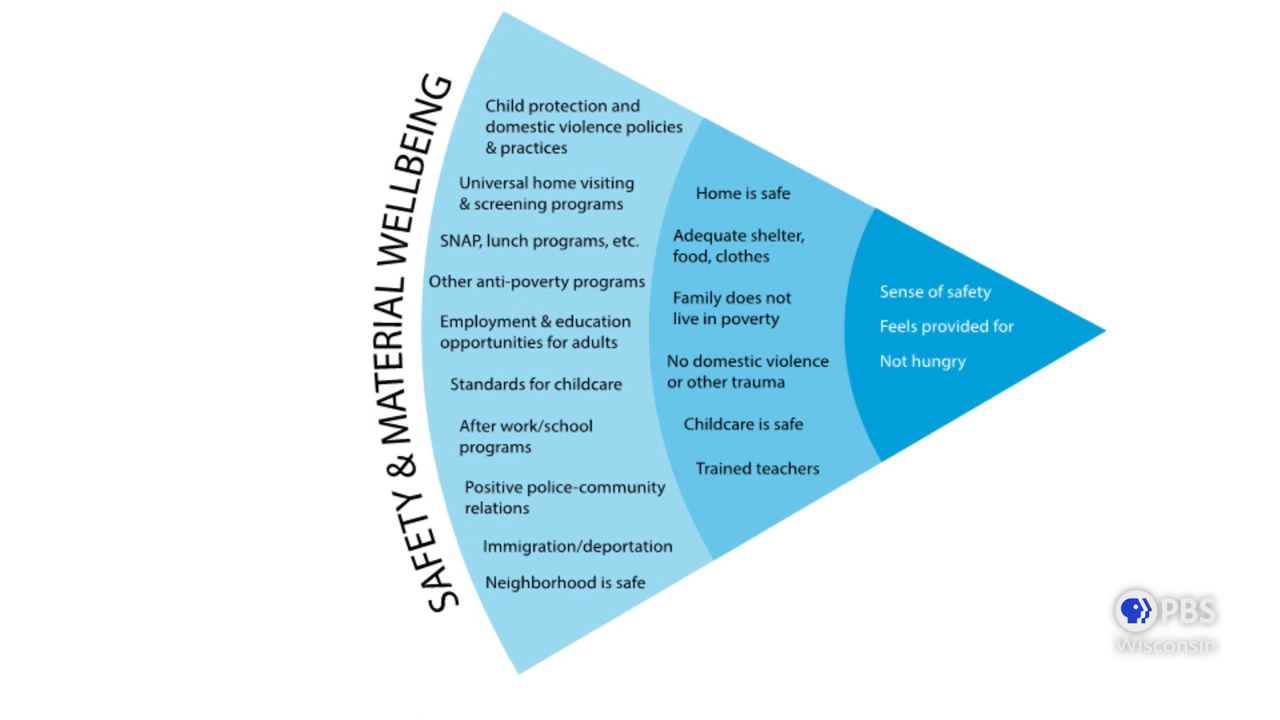 SAFETY & MATERIAL WELLBEING
Child protection and
domestic violence policies
& practices
Universal home visiting
& screening programs
SNAP, lunch programs, etc.
Other anti-poverty programs
Employment & education
opportunities for adults
Standards for childcare
After work/school
programs
Positive police-community
relations
Immigration/deportation
Neighborhood is safe
Home is safe
Adequate shelter,
food, clothes
Family does not
live in poverty
No domestic violence
or other trauma
Childcare is safe
Trained teachers
Sense of safety
Feels provided for
Not hungry
PBS
Wisconsin